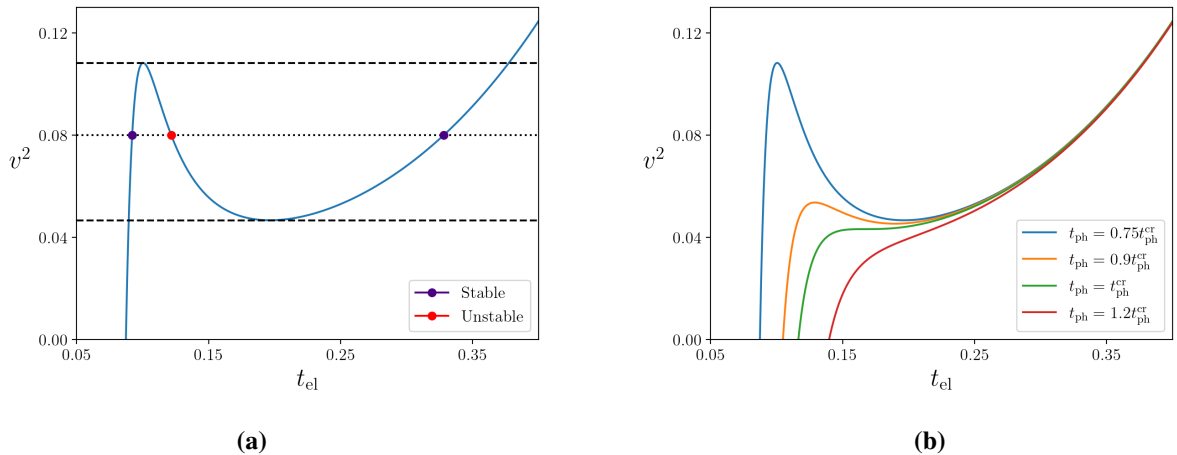 0.12
0.08
v²
0.04
0.00
0.05
0.15
0.25
0.35
t_el
Stable
Unstable
(a)
0.12
0.08
v²
0.04
0.00
0.05
0.15
0.25
0.35
t_el
t_ph = 0.75t_ph^cr
t_ph = 0.9t_ph^cr
t_ph = t_ph^cr
t_ph = 1.2t_ph^cr
(b)